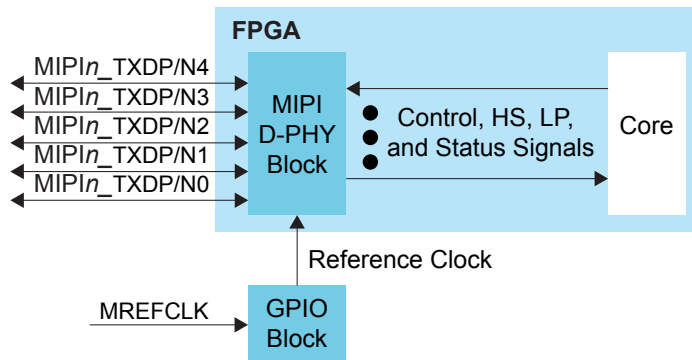 FPGA
MIPIn_TXDP/N4
MIPIn_TXDP/N3
MIPIn_TXDP/N2
MIPIn_TXDP/N1
MIPIn_TXDP/N0
MIPI
D-PHY
Block
Control, HS, LP,
and Status Signals
Core
Reference Clock
MREFCLK
GPIO
Block